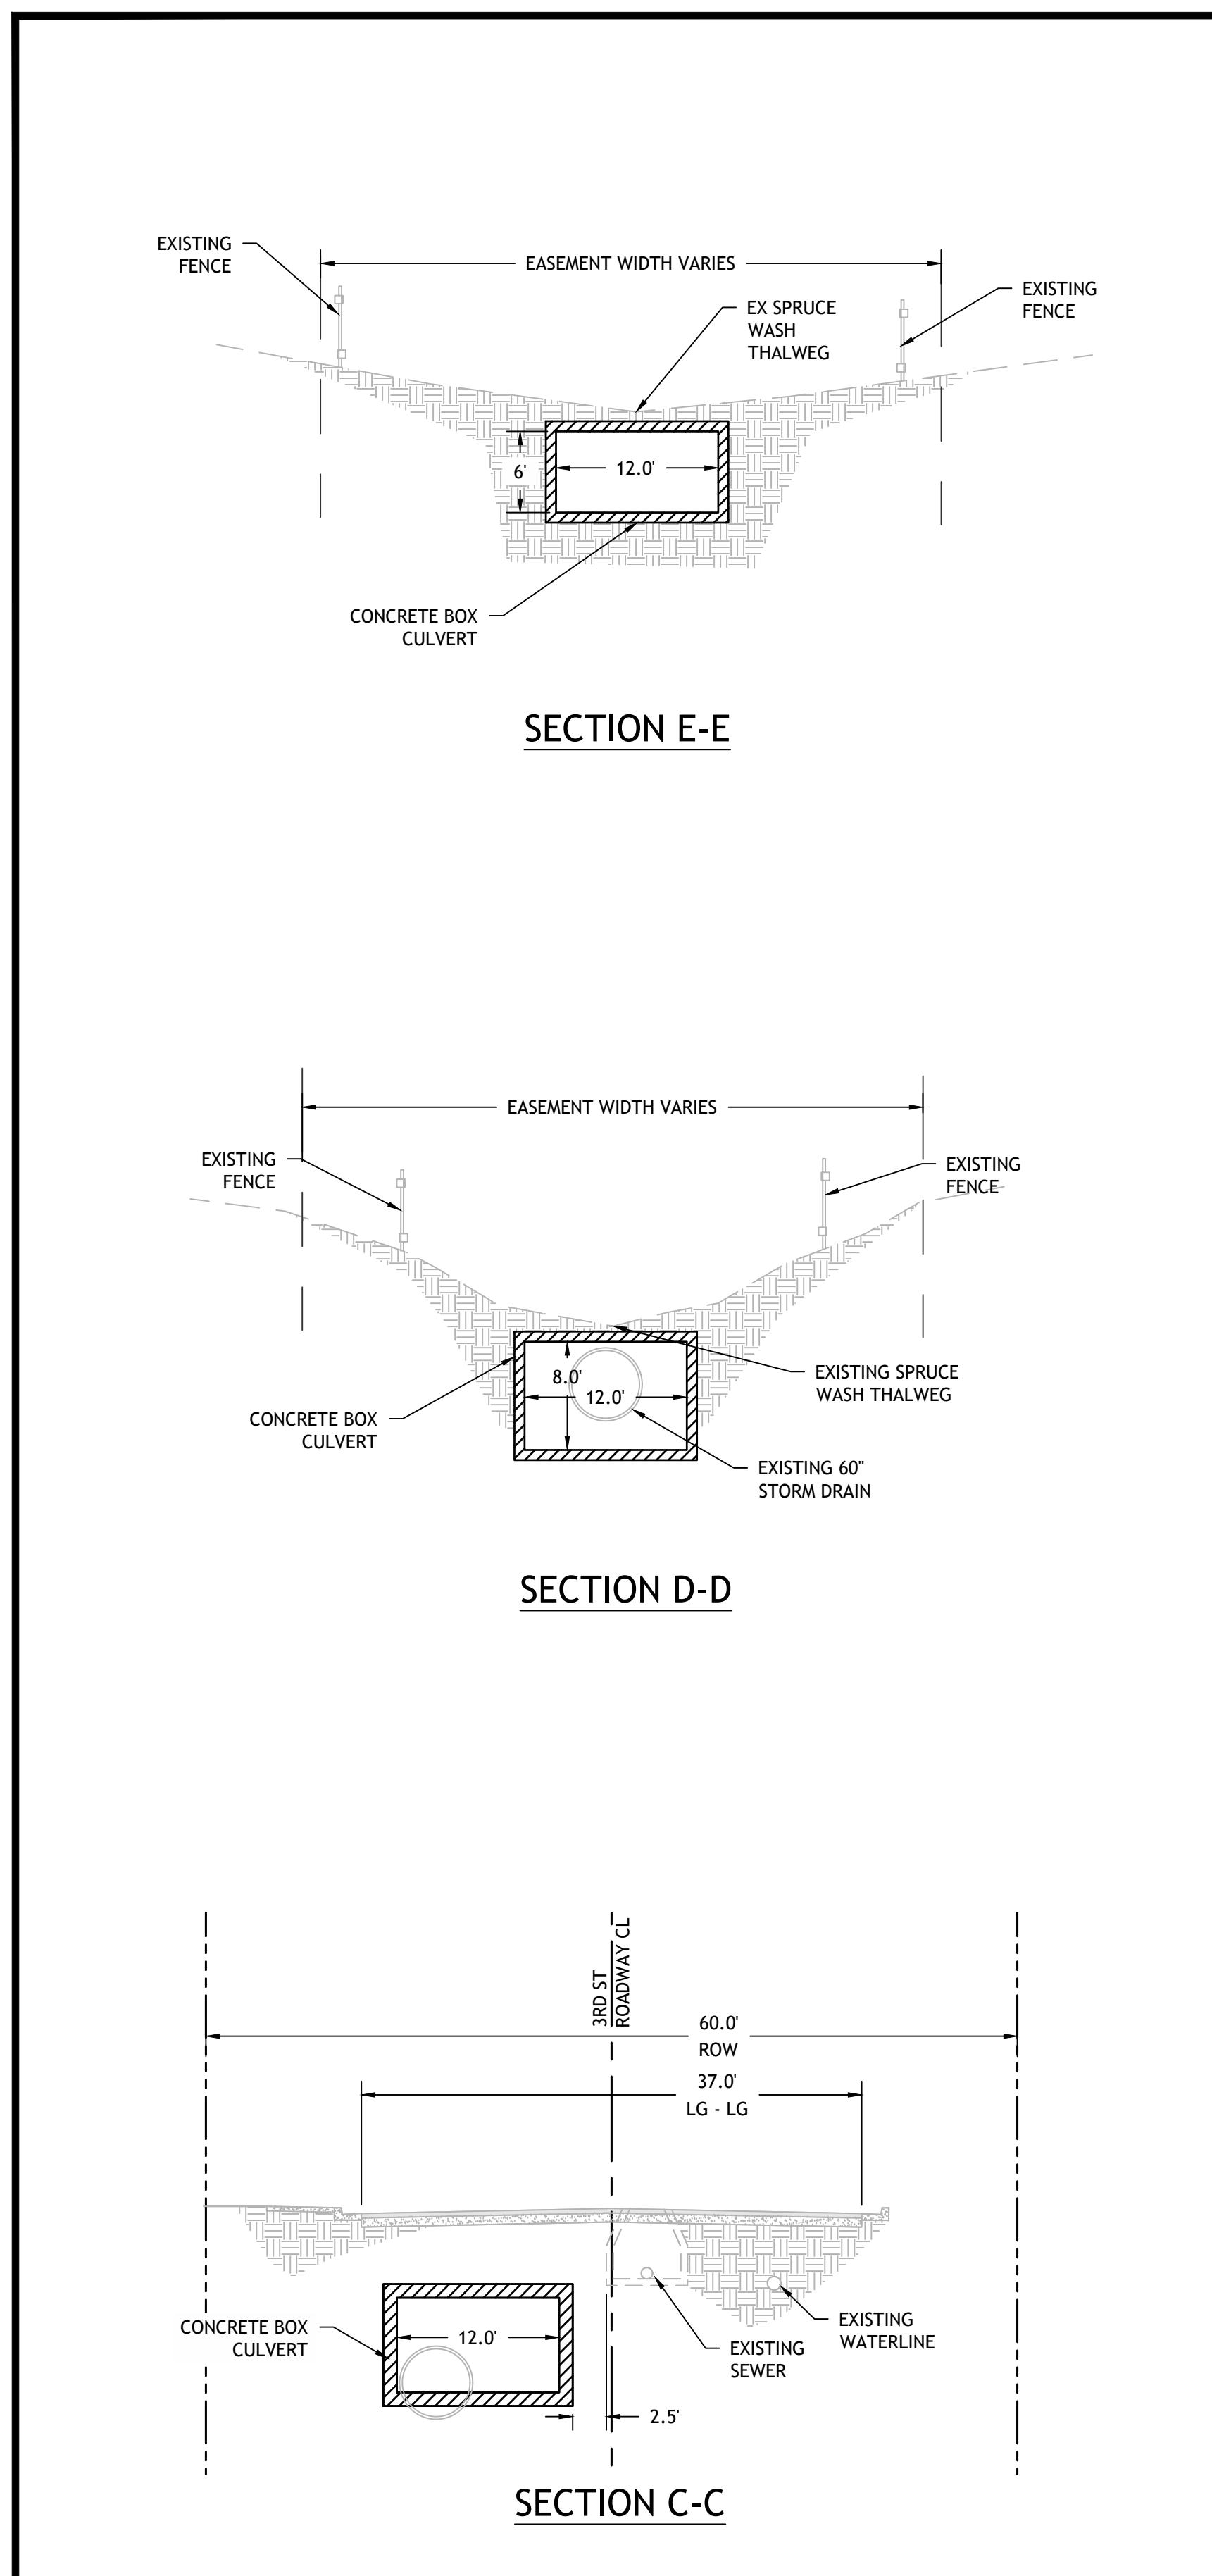 EXISTING
FENCE
EASEMENT WIDTH VARIES
EX SPRUCE
WASH
THALWEG
EXISTING
FENCE
6'
12.0'
CONCRETE BOX
CULVERT
SECTION E-E
EASEMENT WIDTH VARIES
EXISTING
FENCE
EXISTING
FENCE
8.0'
12.0'
EXISTING SPRUCE
WASH THALWEG
CONCRETE BOX
CULVERT
EXISTING 60"
STORM DRAIN
SECTION D-D
3RD ST
ROADWAY CL
60.0'
ROW
37.0'
LG - LG
CONCRETE BOX
CULVERT
12.0'
EXISTING
WATERLINE
EXISTING
SEWER
2.5'
SECTION C-C